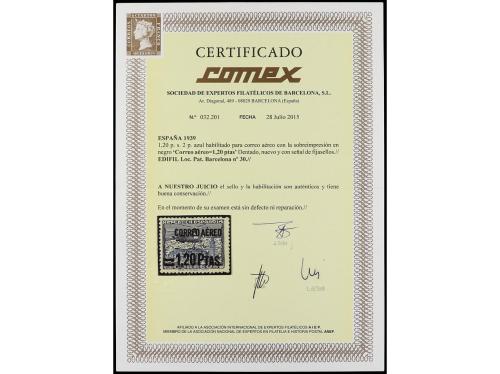 CERTIFICADO
comex
SOCIEDAD DE EXPERTOS FILATÉLICOS DE BARCELONA, S.L.
Av. Diagonal, 489 - 08029 BARCELONA (España)
N.º 032.201 FECHA 28 Julio 2015
ESPAÑA 1939
1,20 p. s. 2 p. azul habilitado para correo aéreo con la sobreimpresión en
negro 'Correo aéreo=1,20 ptas' Dentado, nuevo y con señal de fijasellos.//
EDIFIL Loc. Pat. Barcelona nº 30.//
A NUESTRO JUICIO el sello y la habilitación son auténticos y tiene
buena conservación.//
En el momento de su examen está sin defecto ni reparación.//
CORREO AÉREO
= 1,20 PTAS.
AFILIADO A LA ASOCIACIÓN INTERNACIONAL DE EXPERTOS FILATÉLICOS A I E P.
MIEMBRO DE LA ASOCIACIÓN NACIONAL DE EXPERTOS EN FILATELIA E HISTORIA POSTAL ANEF.